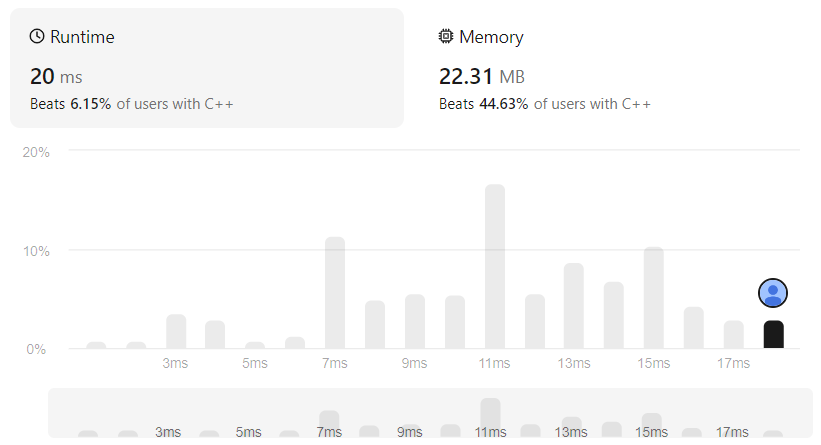 Runtime
20 ms
Beats 6.15% of users with C++
Memory
22.31 MB
Beats 44.63% of users with C++
20%
10%
0%
3ms 5ms 7ms 9ms 11ms 13ms 15ms 17ms
3ms 5ms 7ms 9ms 11ms 13ms 15ms 17ms